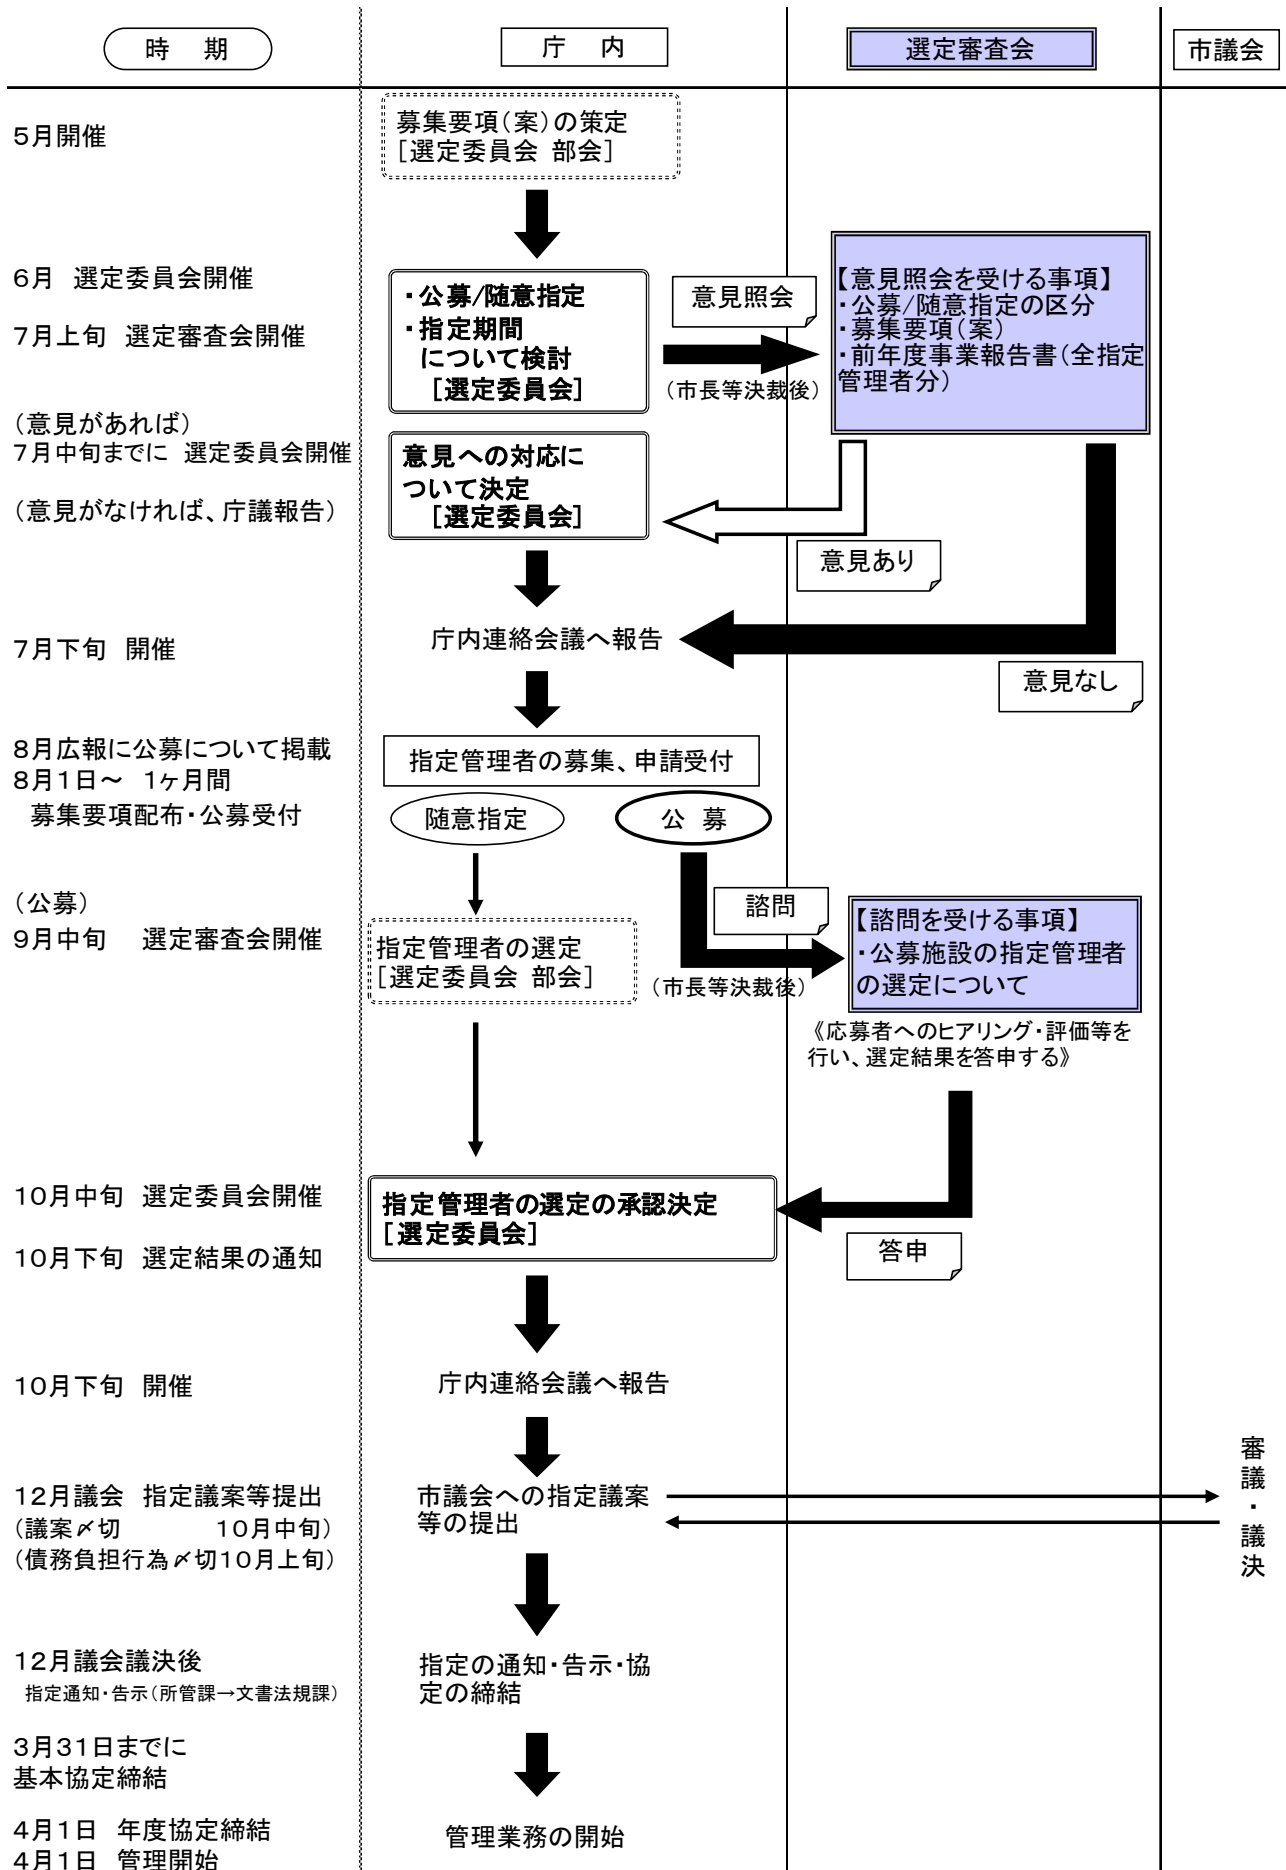 時　期
庁　内
選定審査会
市議会
5月開催
募集要項（案）の策定
［選定委員会 部会］
6月　選定委員会開催
7月上旬　選定審査会開催
・公募/随意指定
・指定期間
について検討
［選定委員会］
意見照会
（市長等決裁後）
【意見照会を受ける事項】
・公募/随意指定の区分
・募集要項（案）
・前年度事業報告書（全指定
管理者分）
（意見があれば）
7月中旬までに　選定委員会開催
（意見がなければ、庁議報告）
意見への対応に
ついて決定
［選定委員会］
意見あり
7月下旬　開催
庁内連絡会議へ報告
意見なし
8月広報に公募について掲載
8月1日～　1ヶ月間
募集要項配布・公募受付
指定管理者の募集、申請受付
随意指定
公　募
（公募）
9月中旬　選定審査会開催
指定管理者の選定
［選定委員会 部会］
諮問
（市長等決裁後）
【諮問を受ける事項】
・公募施設の指定管理者
の選定について
《応募者へのヒアリング・評価等を
行い、選定結果を答申する》
10月中旬　選定委員会開催
10月下旬　選定結果の通知
指定管理者の選定の承認決定
［選定委員会］
答申
10月下旬　開催
庁内連絡会議へ報告
12月議会　指定議案等提出
（議案〆切　　　10月中旬）
（債務負担行為〆切10月上旬）
市議会への指定議案
等の提出
審議・議決
12月議会議決後
指定通知・告示（所管課→文書法規課）
指定の通知・告示・協
定の締結
3月31日までに
基本協定締結
4月1日　年度協定締結
4月1日　管理開始
管理業務の開始